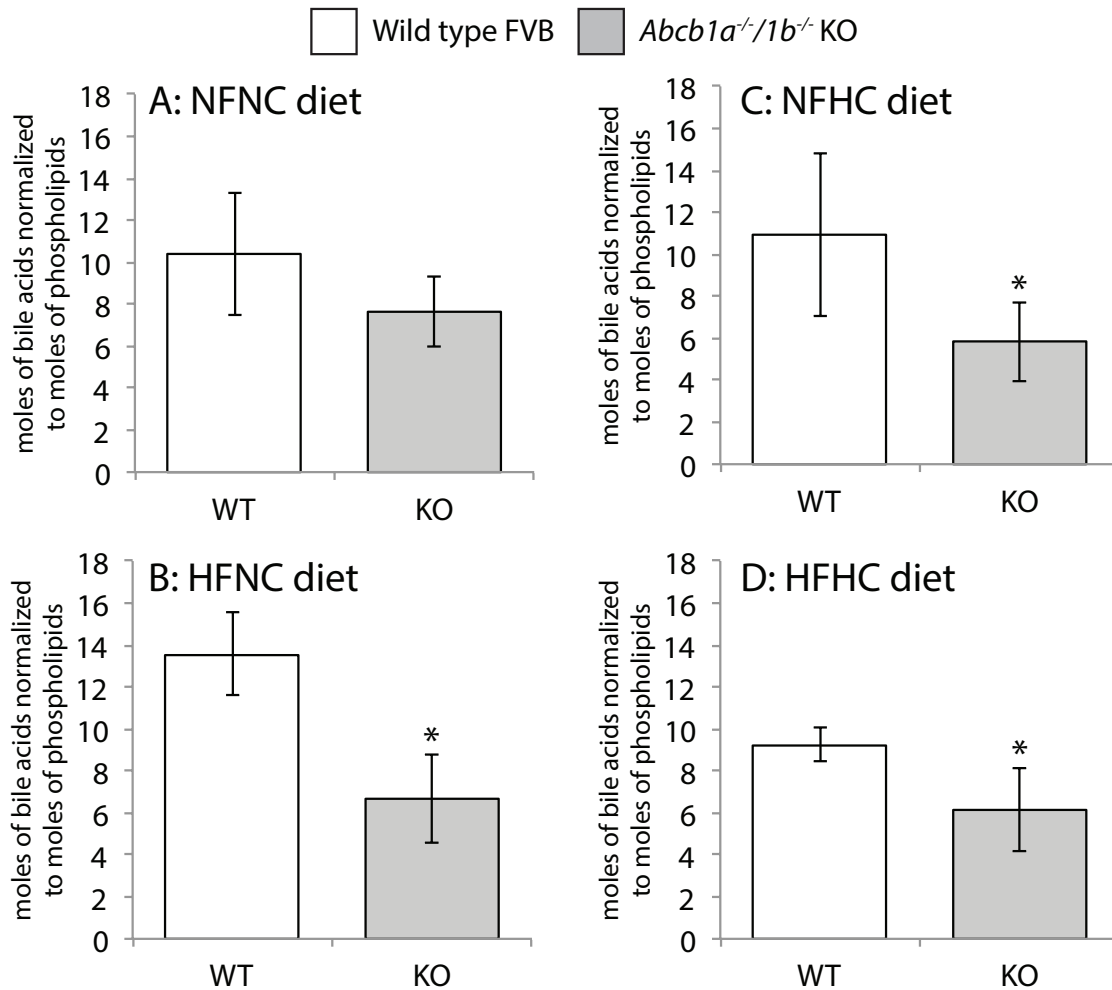 Wild type FVB
Abcb1a-/-/1b-/- KO
A: NFNC diet
moles of bile acids normalized
to moles of phospholipids
18
16
14
12
10
8
6
4
2
0
WT
KO
C: NFHC diet
moles of bile acids normalized
to moles of phospholipids
18
16
14
12
10
8
6
4
2
0
*
WT
KO
B: HFNC diet
moles of bile acids normalized
to moles of phospholipids
18
16
14
12
10
8
6
4
2
0
*
WT
KO
D: HFHC diet
moles of bile acids normalized
to moles of phospholipids
18
16
14
12
10
8
6
4
2
0
*
WT
KO